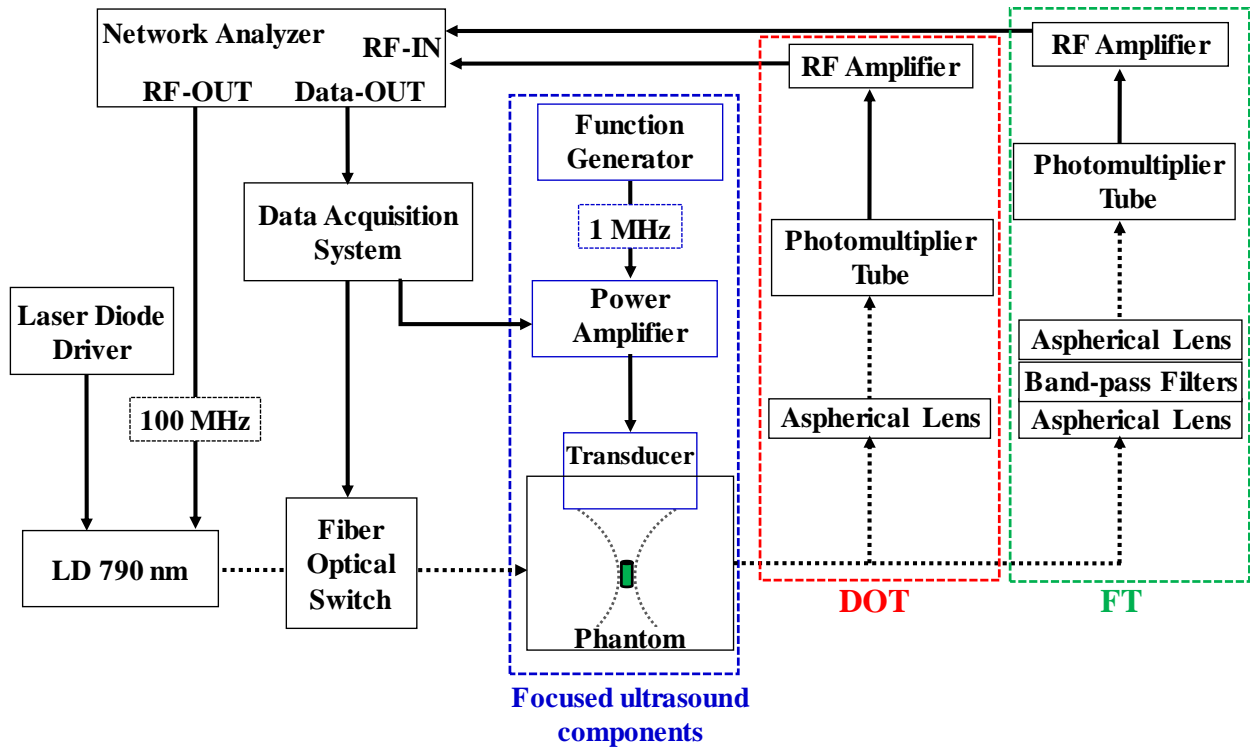 Network Analyzer
RF-IN
RF-OUT
Data-OUT
RF Amplifier
RF Amplifier
Function
Generator
Photomultiplier
Tube
Data Acquisition
System
1 MHz
Photomultiplier
Tube
Laser Diode
Driver
Power
Amplifier
Aspherical Lens
Band-pass Filters
Aspherical Lens
100 MHz
Aspherical Lens
Transducer
LD 790 nm
Fiber
Optical
Switch
Phantom
DOT
FT
Focused ultrasound
components